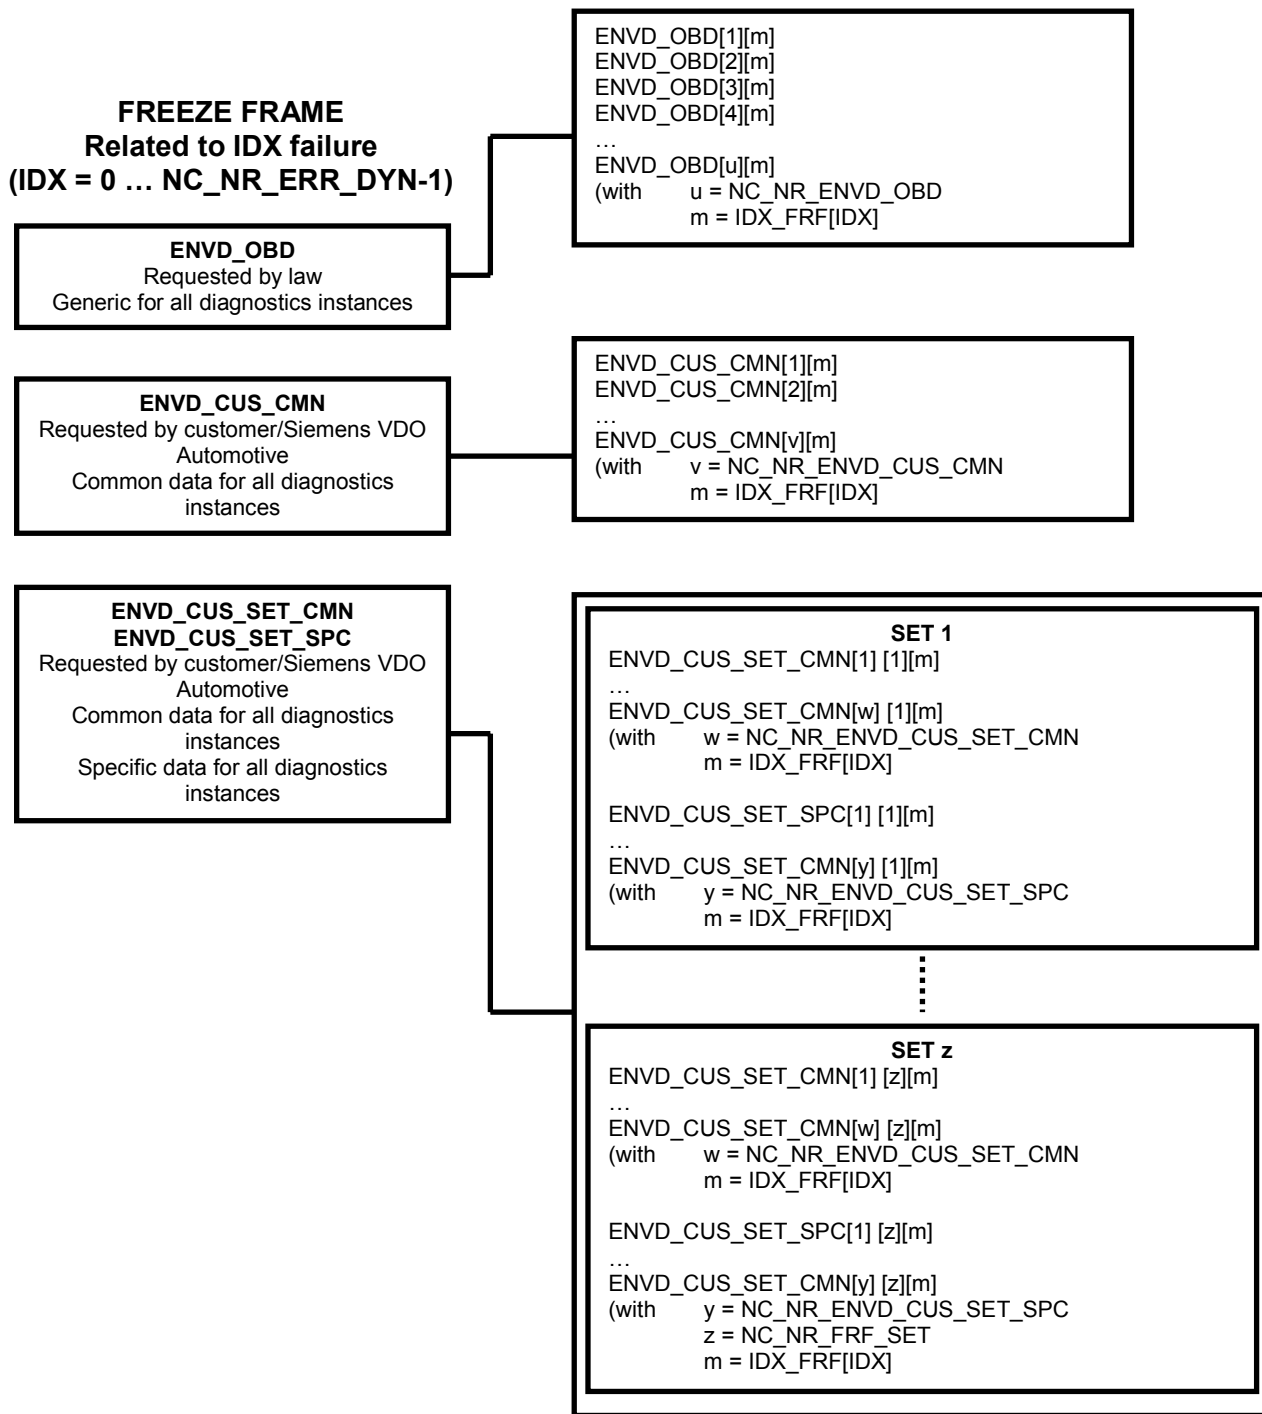 FREEZE FRAME
Related to IDX failure
(IDX = 0 … NC_NR_ERR_DYN-1)
ENVD_OBD
Requested by law
Generic for all diagnostics instances
ENVD_OBD[1][m]
ENVD_OBD[2][m]
ENVD_OBD[3][m]
ENVD_OBD[4][m]
…
ENVD_OBD[u][m]
(with u = NC_NR_ENVD_OBD
m = IDX_FRF[IDX]
ENVD_CUS_CMN
Requested by customer/Siemens VDO
Automotive
Common data for all diagnostics
instances
ENVD_CUS_CMN[1][m]
ENVD_CUS_CMN[2][m]
…
ENVD_CUS_CMN[v][m]
(with v = NC_NR_ENVD_CUS_CMN
m = IDX_FRF[IDX]
ENVD_CUS_SET_CMN
ENVD_CUS_SET_SPC
Requested by customer/Siemens VDO
Automotive
Common data for all diagnostics
instances
Specific data for all diagnostics
instances
SET 1
ENVD_CUS_SET_CMN[1] [1][m]
…
ENVD_CUS_SET_CMN[w] [1][m]
(with w = NC_NR_ENVD_CUS_SET_CMN
m = IDX_FRF[IDX]
ENVD_CUS_SET_SPC[1] [1][m]
…
ENVD_CUS_SET_CMN[y] [1][m]
(with y = NC_NR_ENVD_CUS_SET_SPC
m = IDX_FRF[IDX]
SET z
ENVD_CUS_SET_CMN[1] [z][m]
…
ENVD_CUS_SET_CMN[w] [z][m]
(with w = NC_NR_ENVD_CUS_SET_CMN
m = IDX_FRF[IDX]
ENVD_CUS_SET_SPC[1] [z][m]
…
ENVD_CUS_SET_CMN[y] [z][m]
(with y = NC_NR_ENVD_CUS_SET_SPC
z = NC_NR_FRF_SET
m = IDX_FRF[IDX]